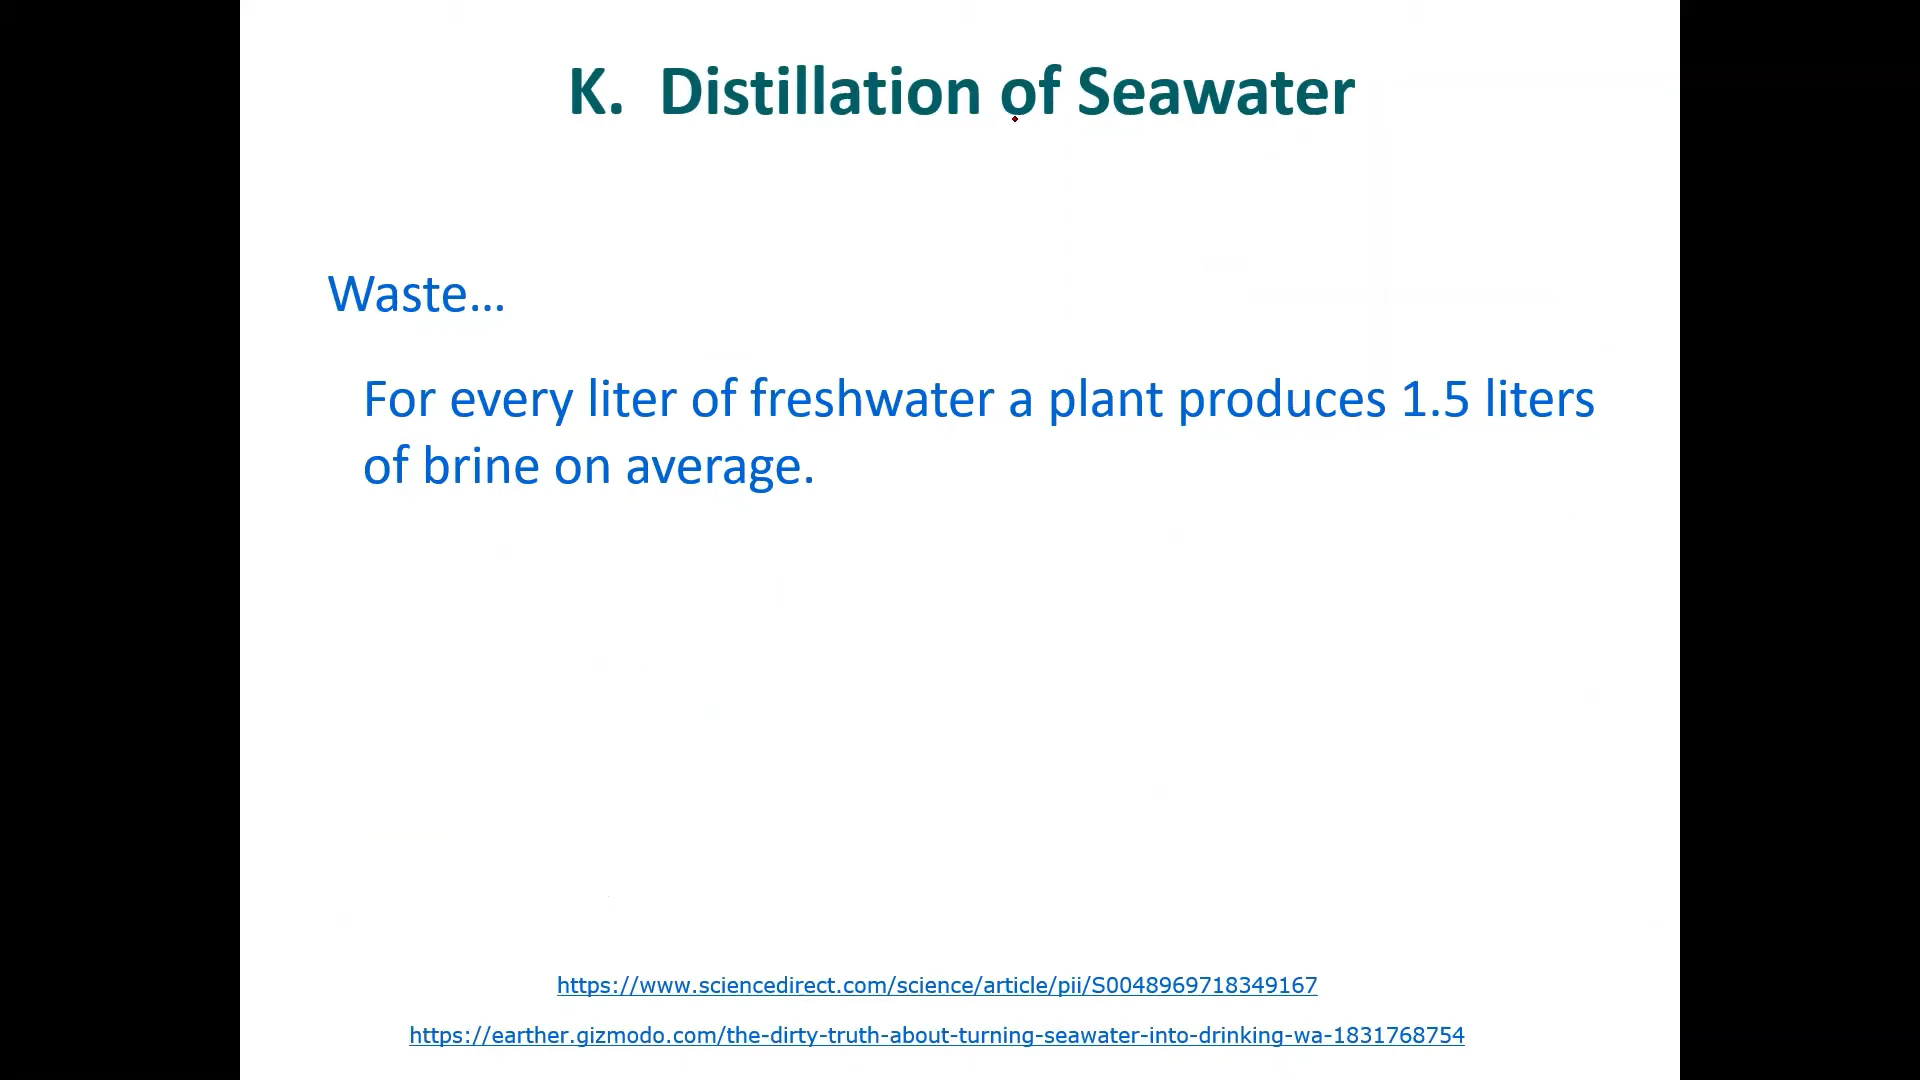 K. Distillation of Seawater
Waste...
For every liter of freshwater a plant produces 1.5 liters
of brine on average.
https://www.sciencedirect.com/science/article/pii/S0048969718349167
https://earther.gizmodo.com/the-dirty-truth-about-turning-seawater-into-drinking-wa-1831768754